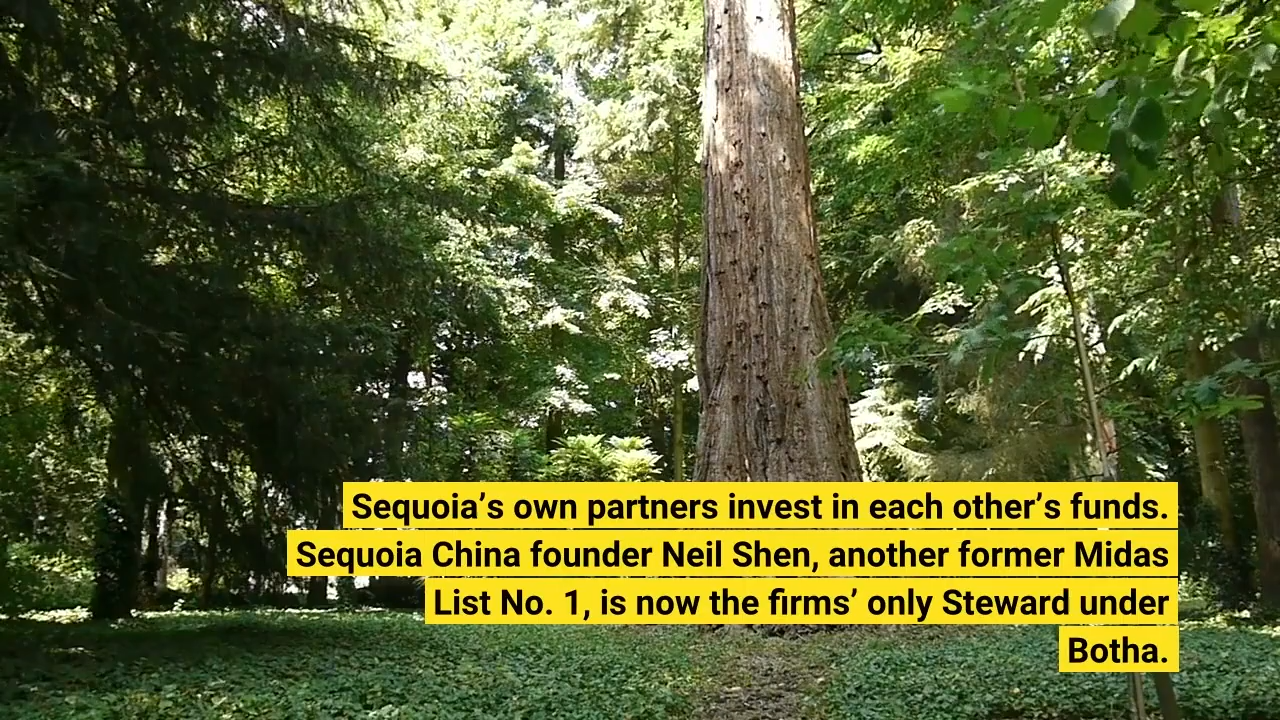 Sequoia’s own partners invest in each other’s funds.
Sequoia China founder Neil Shen, another former Midas
List No. 1, is now the firms’ only Steward under
Botha.